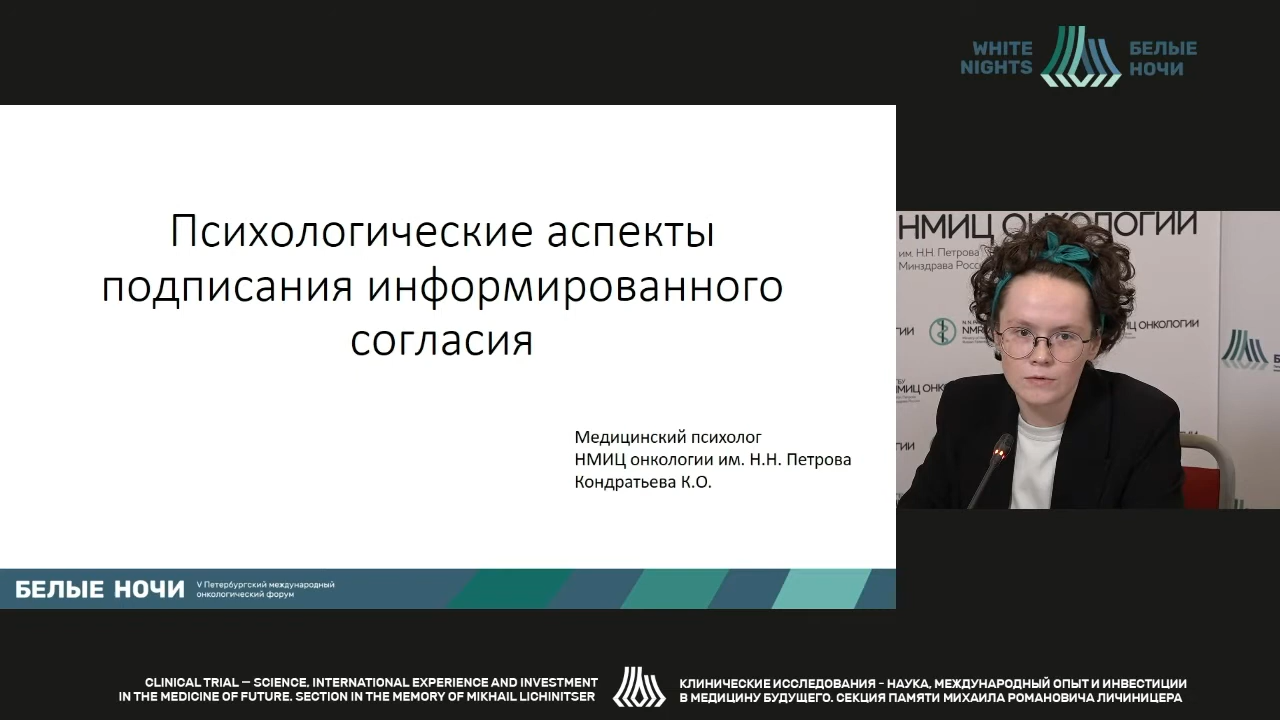 WHITE
NIGHTS
БЕЛЫЕ
НОЧИ
Психологические аспекты
подписания информированного
согласия
Медицинский психолог
НМИЦ онкологии им. Н.Н. Петрова
Кондратьева К.О.
БЕЛЫЕ НОЧИ
V Петербургский международный
онкологический форум
НМИЦ ОНКОЛОГИИ
им. Н.Н. Петрова
Минздрава
ИЦ ОНКОЛОГИИ
CLINICAL TRIAL — SCIENCE, INTERNATIONAL EXPERIENCE AND INVESTMENT
IN THE MEDICINE OF FUTURE. SECTION IN THE MEMORY OF MIKHAIL LICHINITSER
КЛИНИЧЕСКИЕ ИССЛЕДОВАНИЯ - НАУКА, МЕЖДУНАРОДНЫЙ ОПЫТ И ИНВЕСТИЦИИ
В МЕДИЦИНУ БУДУЩЕГО. СЕКЦИЯ ПАМЯТИ МИХАИЛА РОМАНОВИЧА ЛИЧИНИЦЕРА